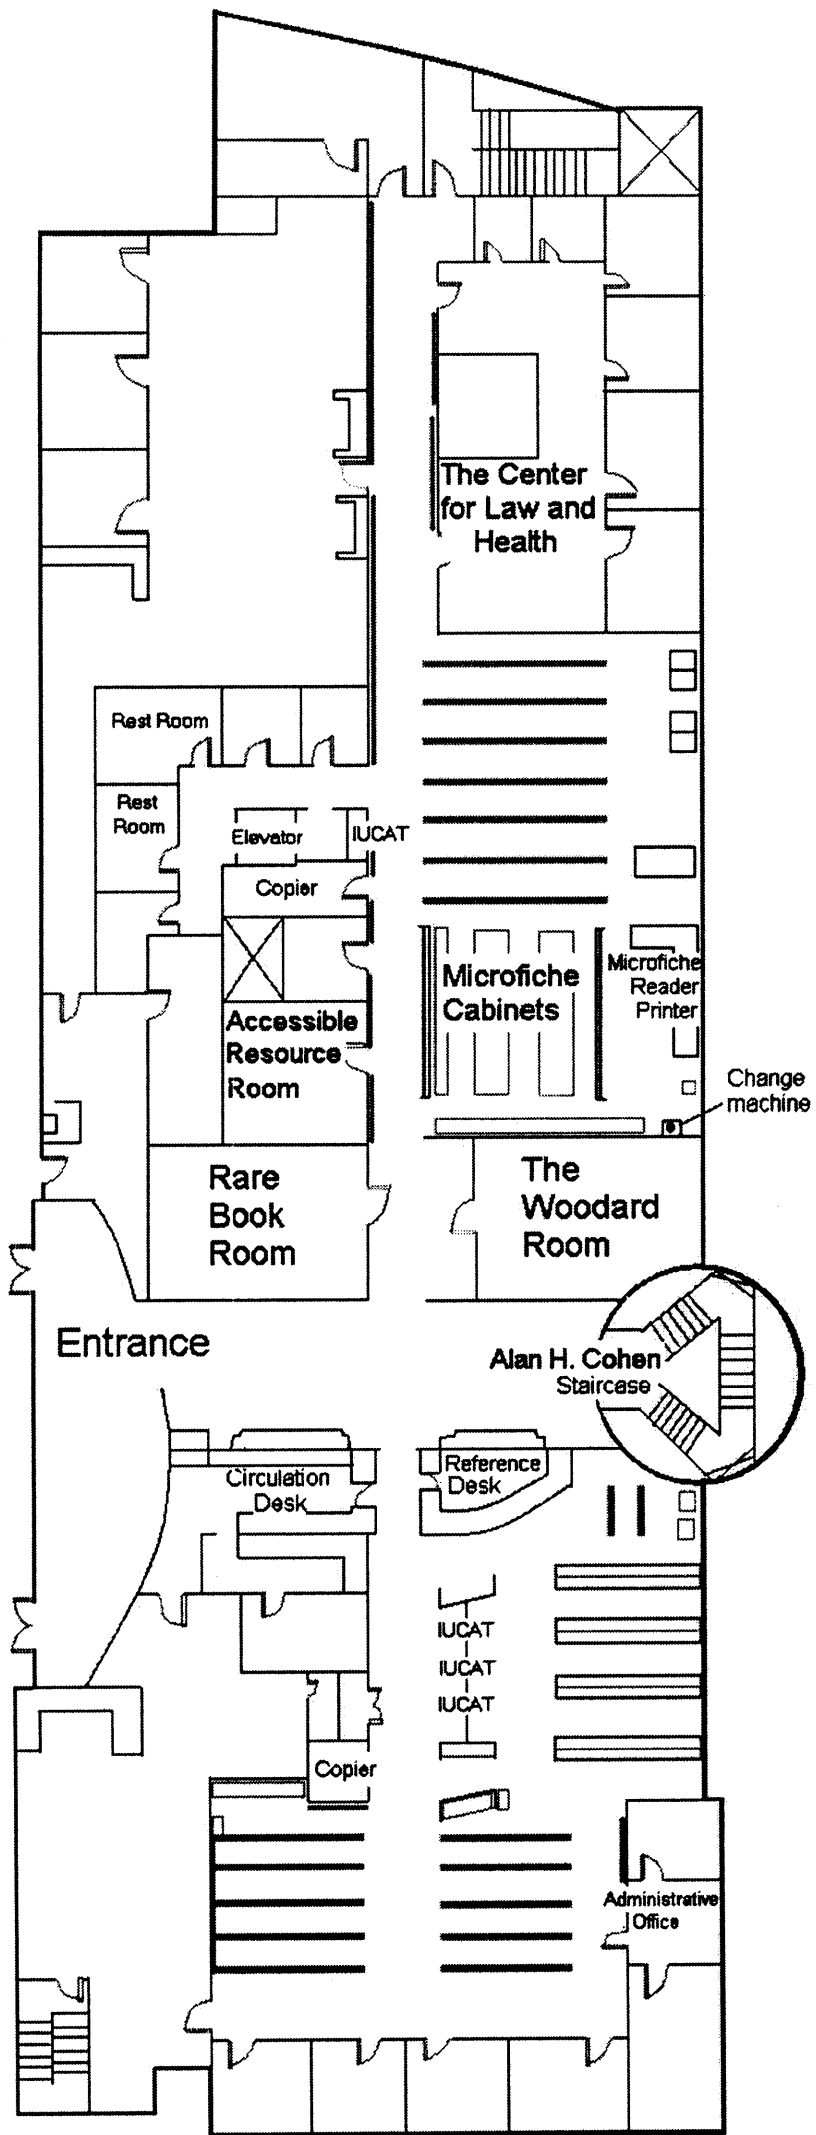 The Center
for Law and
Health
Rest Room
Rest
Room
Elevator
IUCAT
Copier
Microfiche
Cabinets
Microfiche
Reader
Printer
Accessible
Resource
Room
Change
machine
Rare
Book
Room
The
Woodard
Room
Entrance
Alan H. Cohen
Staircase
Circulation
Desk
Reference
Desk
IUCAT
IUCAT
IUCAT
Copier
Administrative
Office